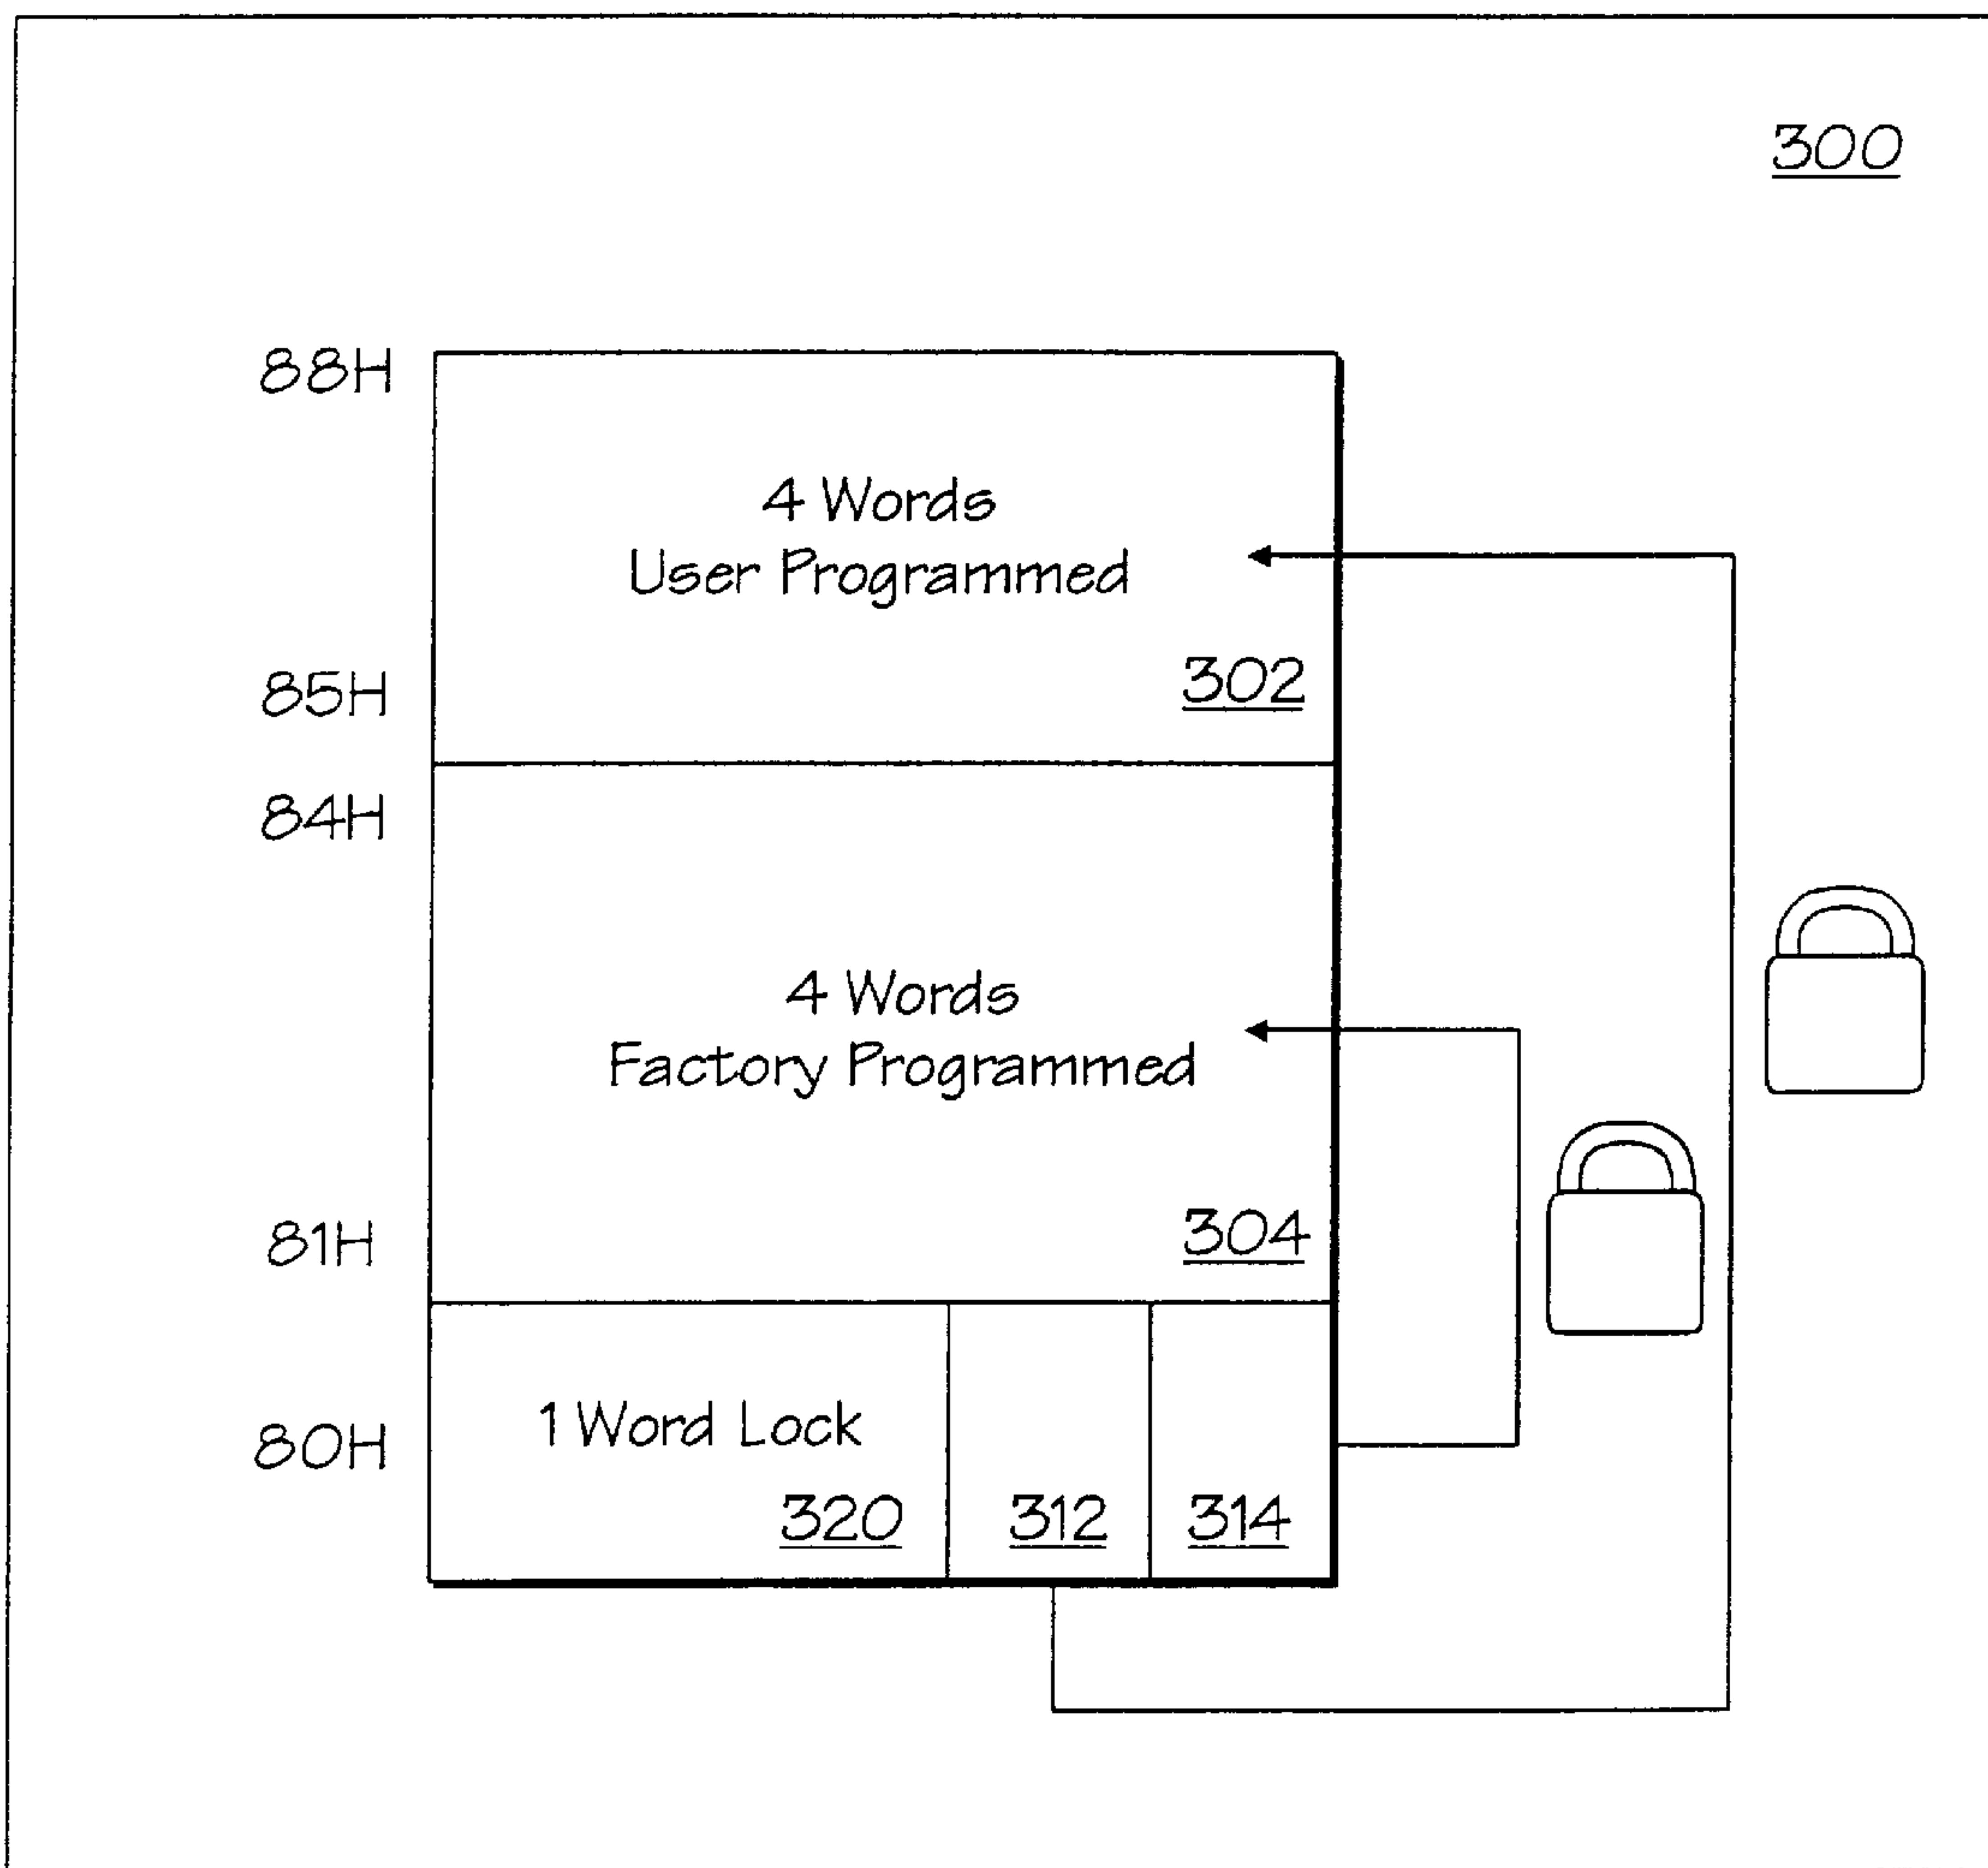 300
88H
4 Words
User Programmed
85H
302
84H
4 Words
Factory Programmed
81H
304
1 Word Lock
80H
320
312
314